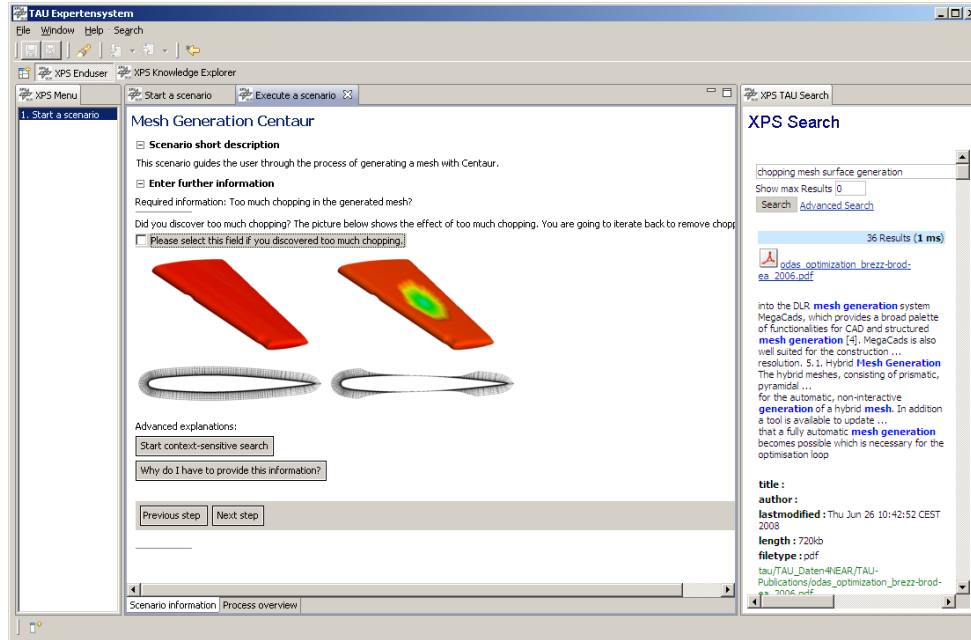 TAU Expertensystem
File Window Help Search
XPS Enduser XPS Knowledge Explorer
XPS Menu
1. Start a scenario
Start a scenario Execute a scenario
Mesh Generation Centaur
Scenario short description
This scenario guides the user through the process of generating a mesh with Centaur.
Enter further information
Required information: Too much chopping in the generated mesh?
Did you discover too much chopping? The picture below shows the effect of too much chopping. You are going to iterate back to remove chopp
Please select this field if you discovered too much chopping.
Advanced explanations:
Start context-sensitive search
Why do I have to provide this information?
Previous step Next step
Scenario information Process overview
XPS TAU Search
XPS Search
chopping mesh surface generation
Show max Results 0
Search Advanced Search
36 Results (1 ms)
odas_optimization_brezz-brod-
ea_2006.pdf
into the DLR mesh generation system
MegaCads, which provides a broad palette
of functionalities for CAD and structured
mesh generation [4]. MegaCads is also
well suited for the construction ...
resolution. 5.1. Hybrid Mesh Generation
The hybrid meshes, consisting of prismatic,
pyramidal ...
for the automatic, non-interactive
generation of a hybrid mesh. In addition
a tool is available to update ...
that a fully automatic mesh generation
becomes possible which is necessary for the
optimisation loop
title :
author :
lastmodified : Thu Jun 26 10:42:52 CEST
2008
length : 720kb
filetype : pdf
tau/TAU_Daten4NEAR/TAU-
Publications/odas_optimization_brezz-brod-
ea_2006.pdf